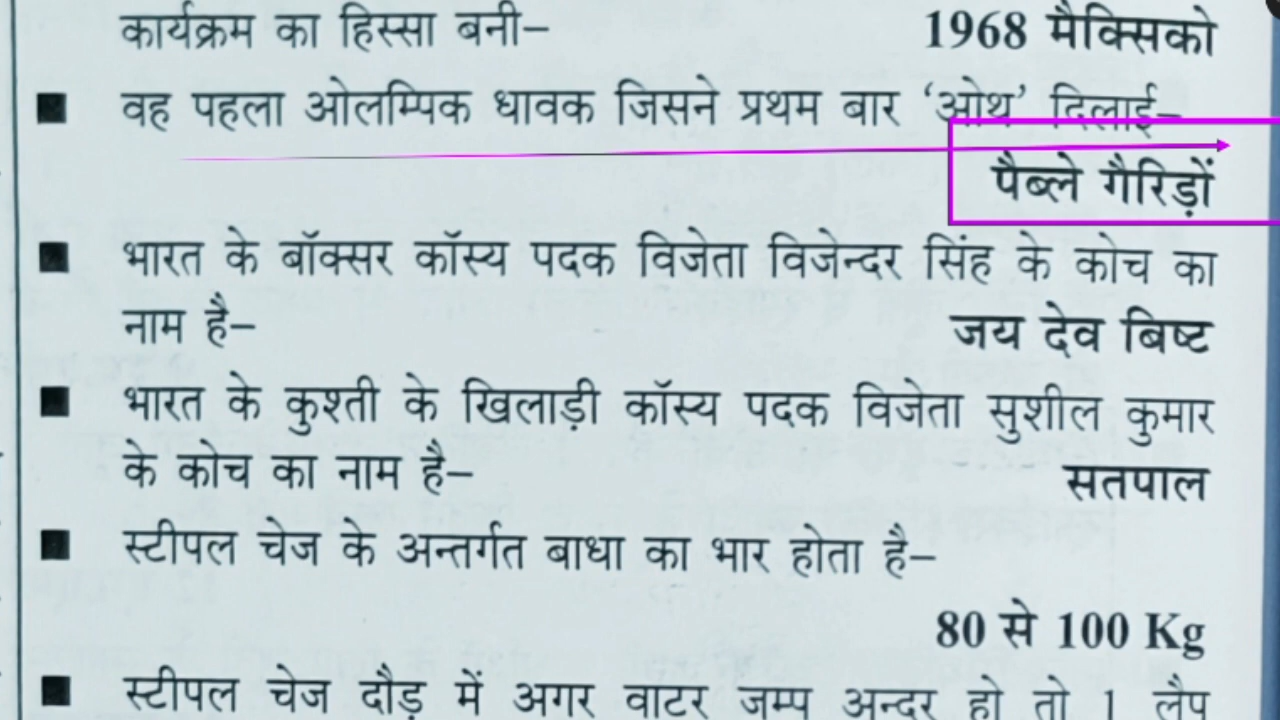 कार्यक्रम का हिस्सा बनी– 1968 मैक्सिको
■ वह पहला ओलम्पिक धावक जिसने प्रथम बार ‘ओथ’ दिलाई–
पैब्ले गैरिड़ों
■ भारत के बॉक्सर कॉस्य पदक विजेता विजेन्दर सिंह के कोच का
नाम है– जय देव बिष्ट
■ भारत के कुश्ती के खिलाड़ी कॉस्य पदक विजेता सुशील कुमार
के कोच का नाम है– सतपाल
■ स्टीपल चेज के अन्तर्गत बाधा का भार होता है–
80 से 100 Kg
■ स्टीपल चेज दौड़ में अगर वाटर जम्प अन्दर हो तो 1 लैप